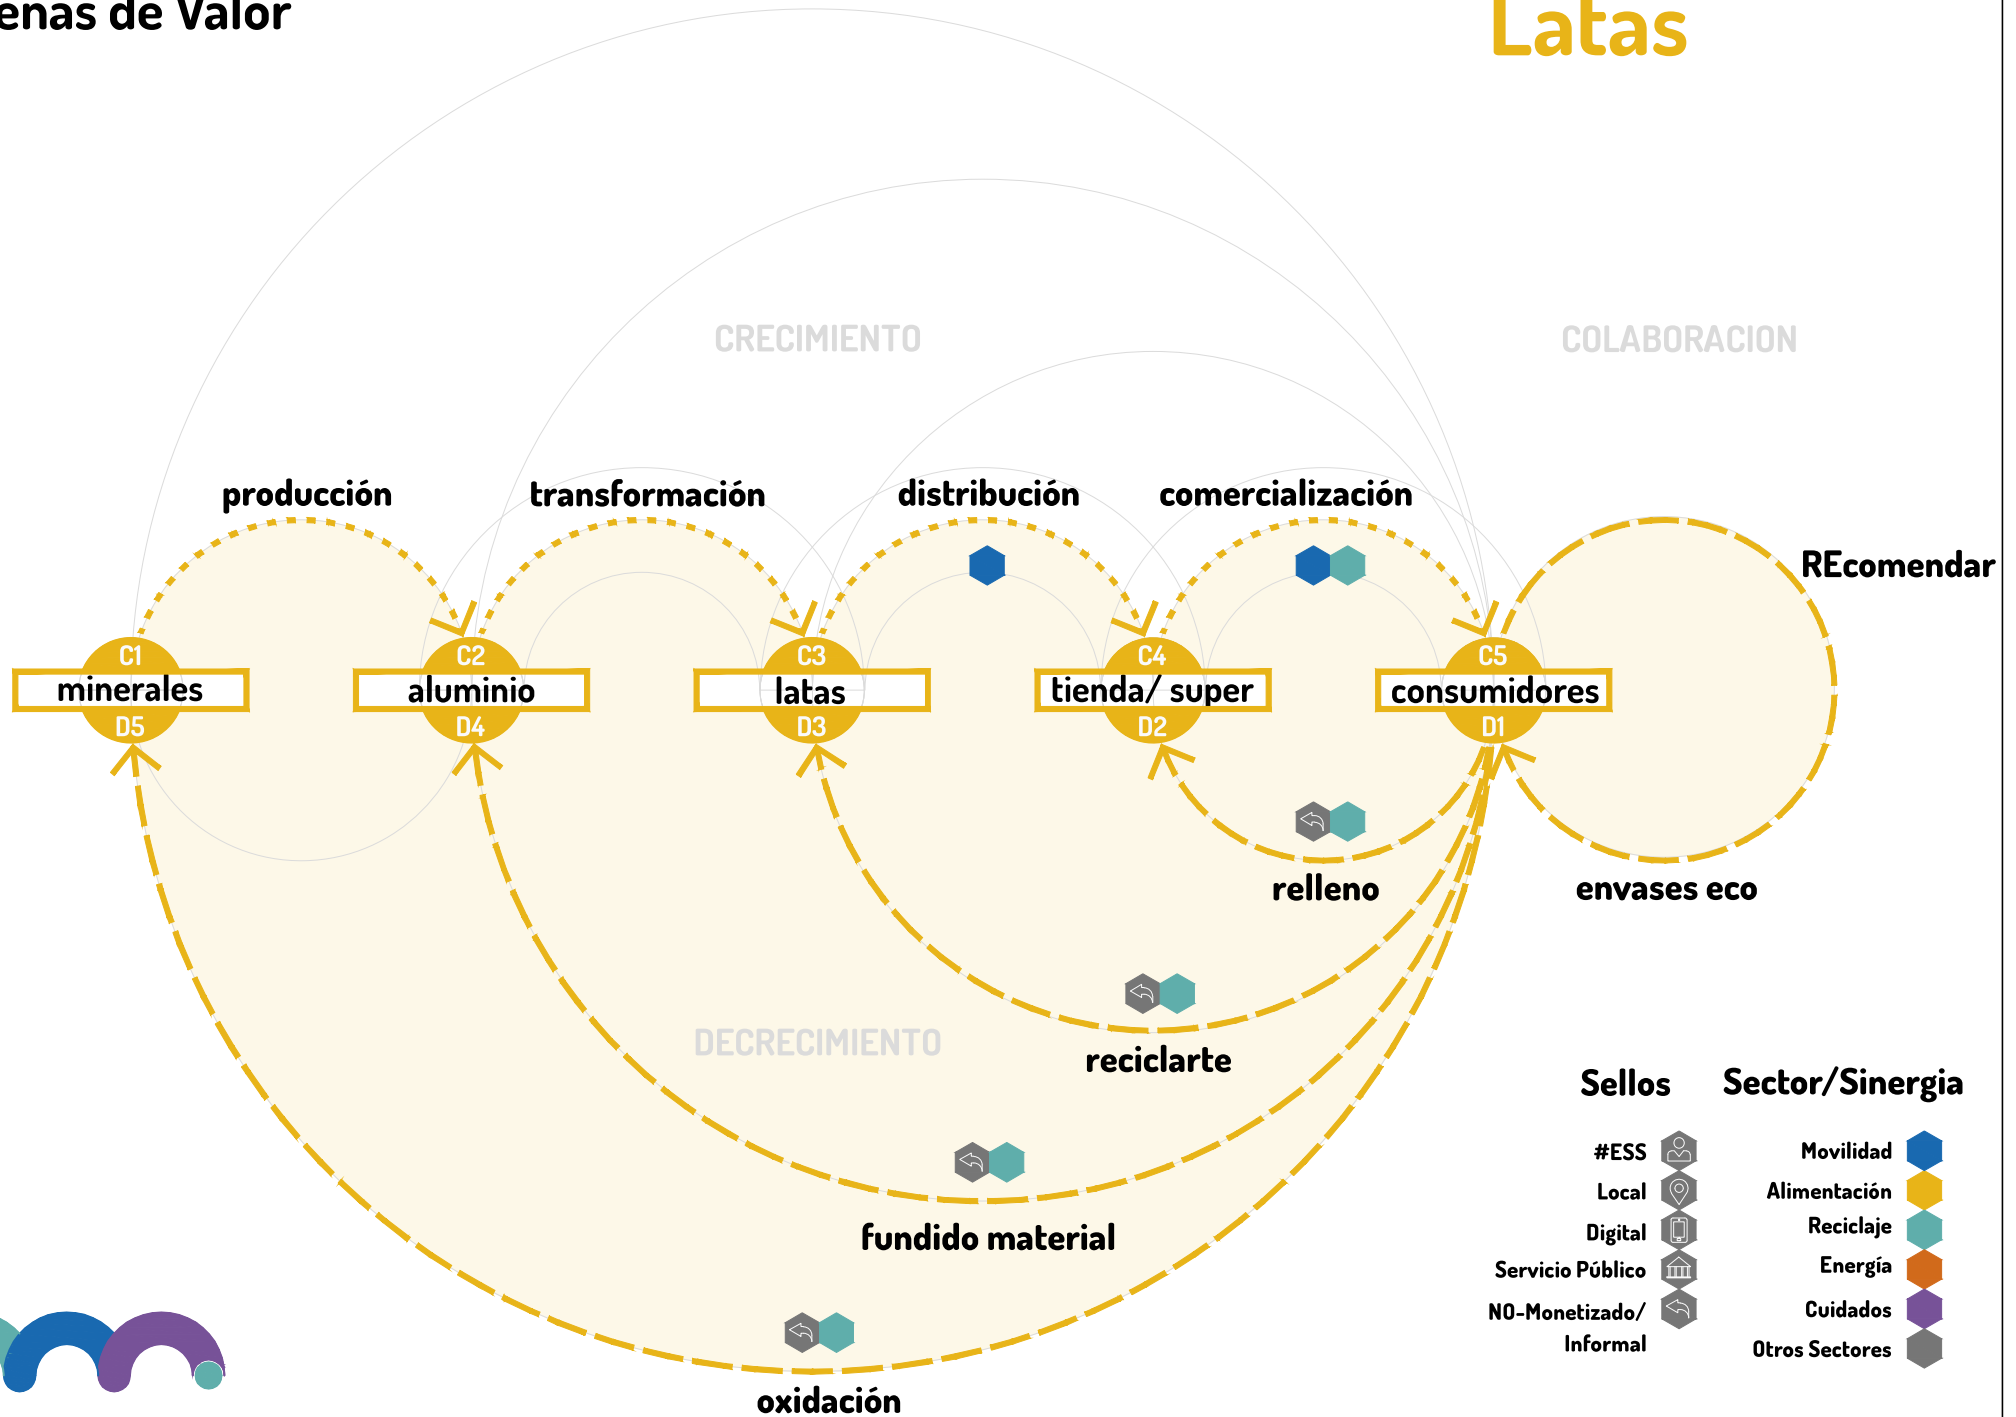 enas de Valor
Latas
CRECIMIENTO
COLABORACION
producción
transformación
distribución
comercialización
REcomendar
C1
C2
C3
C4
C5
minerales
aluminio
latas
tienda/ super
consumidores
D5
D4
D3
D2
D1
relleno
envases eco
DECRECIMIENTO
reciclarte
fundido material
oxidación
Sellos
#ESS
Local
Digital
Servicio Público
NO-Monetizado/
Informal
Sector/Sinergia
Movilidad
Alimentación
Reciclaje
Energía
Cuidados
Otros Sectores